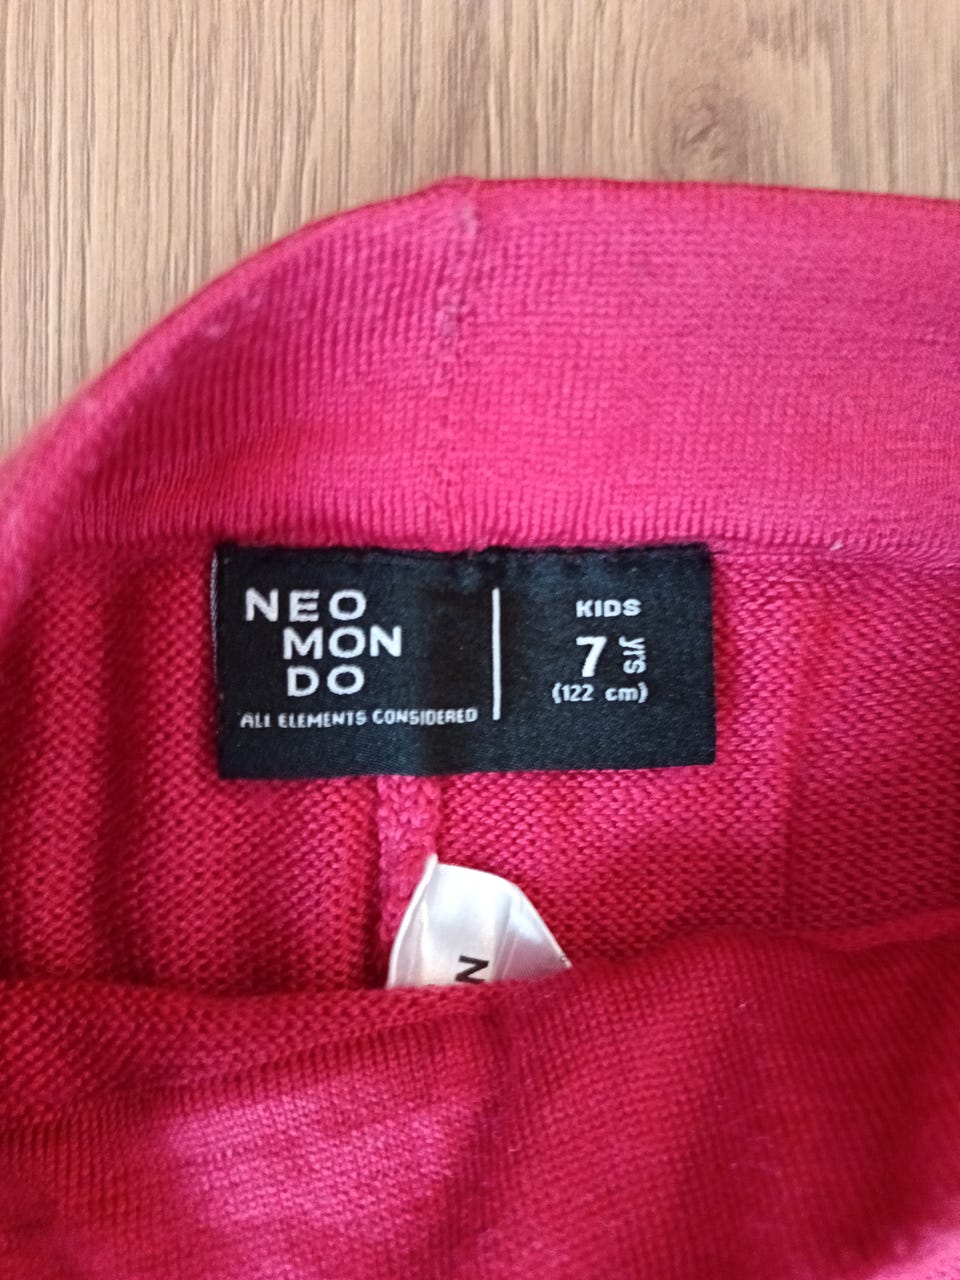 NEO
MON
DO
ALL ELEMENTS CONSIDERED
KIDS
7 yrs
(122 cm)
N